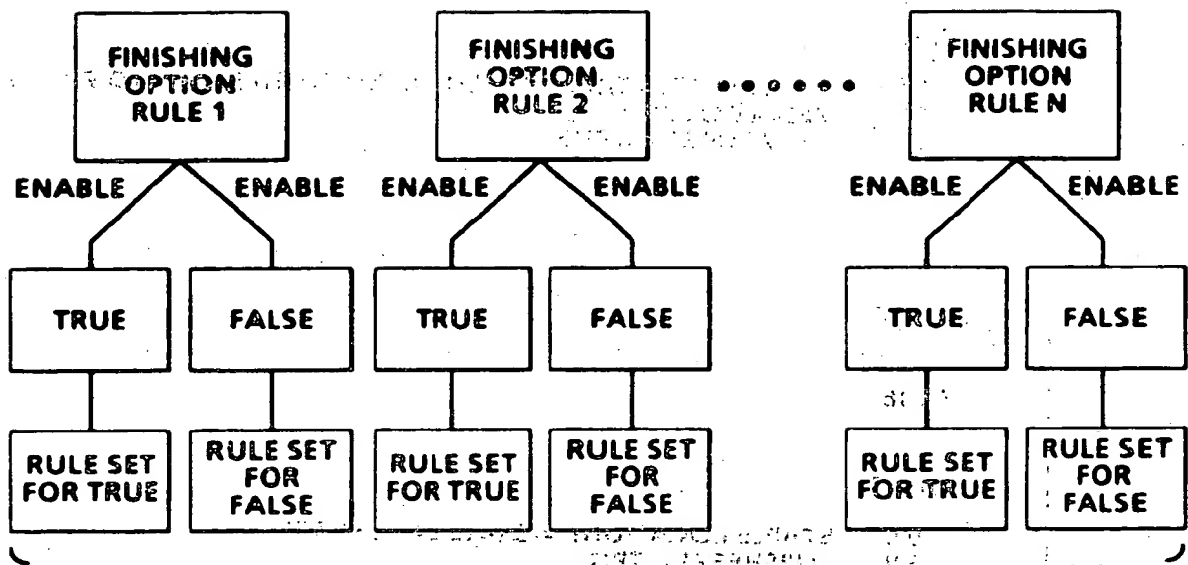 FINISHING
OPTION
RULE 1
FINISHING
OPTION
RULE 2
FINISHING
OPTION
RULE N
ENABLE
ENABLE
ENABLE
ENABLE
ENABLE
ENABLE
TRUE
FALSE
TRUE
FALSE
TRUE
FALSE
RULE SET
FOR TRUE
RULE SET
FOR
FALSE
RULE SET
FOR TRUE
RULE SET
FOR
FALSE
RULE SET
FOR TRUE
RULE SET
FOR
FALSE